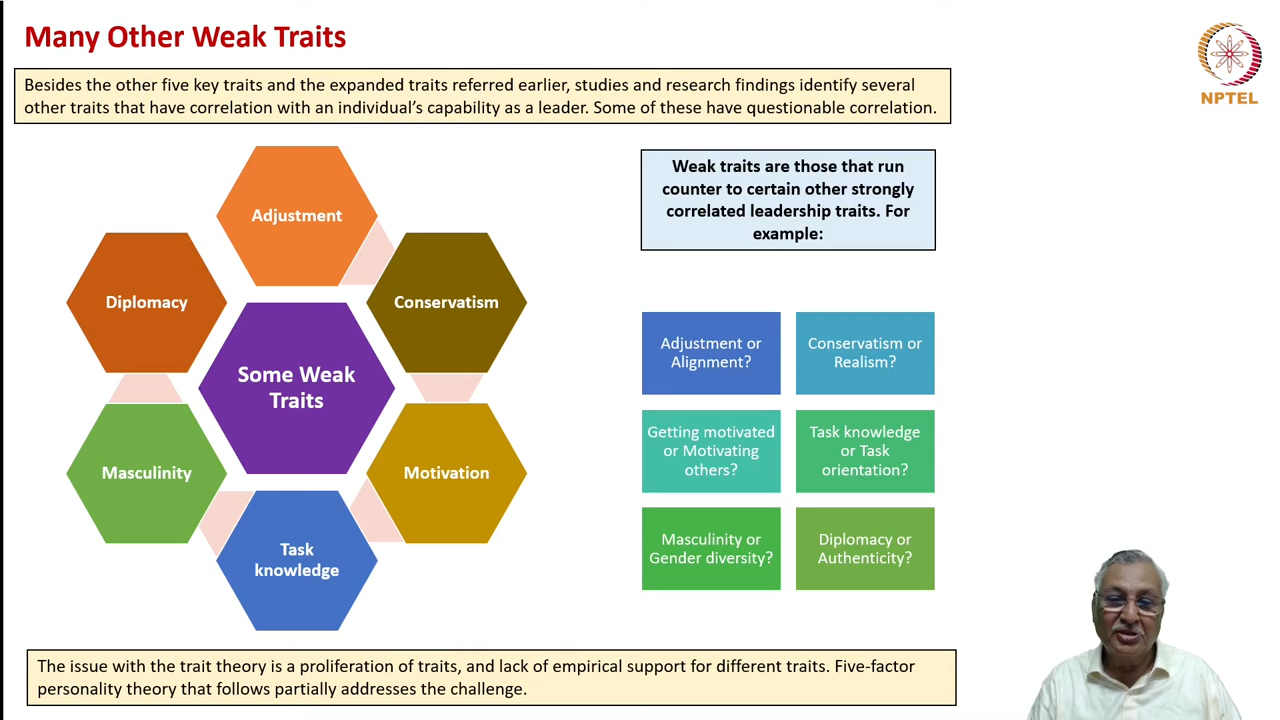 Many Other Weak Traits
Besides the other five key traits and the expanded traits referred earlier, studies and research findings identify several
other traits that have correlation with an individual's capability as a leader. Some of these have questionable correlation.
NPTEL
Adjustment
Conservatism
Motivation
Task
knowledge
Masculinity
Diplomacy
Some Weak
Traits
Weak traits are those that run
counter to certain other strongly
correlated leadership traits. For
example:
Adjustment or
Alignment?
Conservatism or
Realism?
Getting motivated
or Motivating
others?
Task knowledge
or Task
orientation?
Masculinity or
Gender diversity?
Diplomacy or
Authenticity?
The issue with the trait theory is a proliferation of traits, and lack of empirical support for different traits. Five-factor
personality theory that follows partially addresses the challenge.